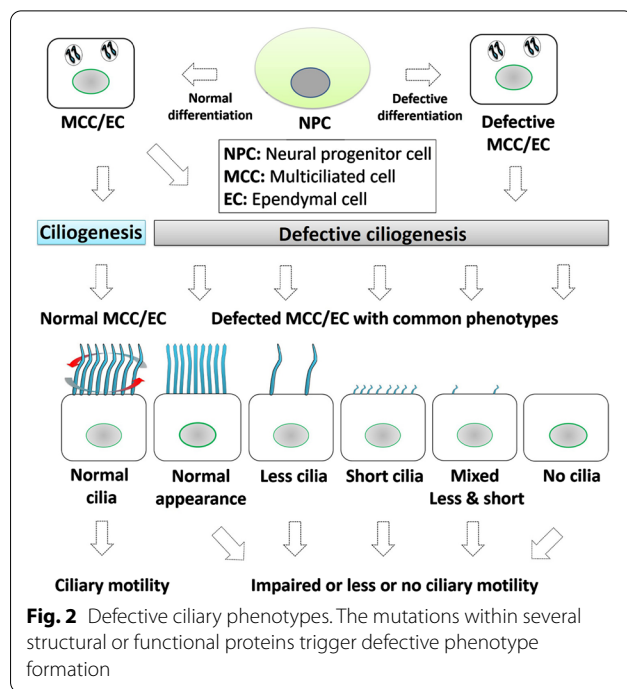 Normal differentiation
Defective differentiation
MCC/EC
NPC
Defective
MCC/EC
NPC: Neural progenitor cell
MCC: Multiciliated cell
EC: Ependymal cell
Ciliogenesis
Defective ciliogenesis
Normal MCC/EC
Defected MCC/EC with common phenotypes
Normal
cilia
Normal
appearance
Less cilia
Short cilia
Mixed
Less & short
No cilia
Ciliary motility
Impaired or less or no ciliary motility
Fig. 2 Defective ciliary phenotypes. The mutations within several
structural or functional proteins trigger defective phenotype
formation